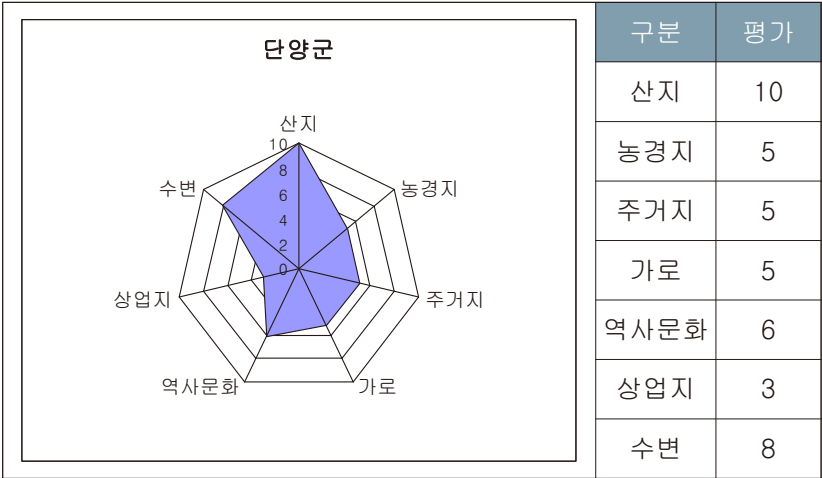 단양군
산지
10
8
6
4
2
0
농경지
주거지
가로
역사문화
상업지
수변
구분 평가
산지 10
농경지 5
주거지 5
가로 5
역사문화 6
상업지 3
수변 8